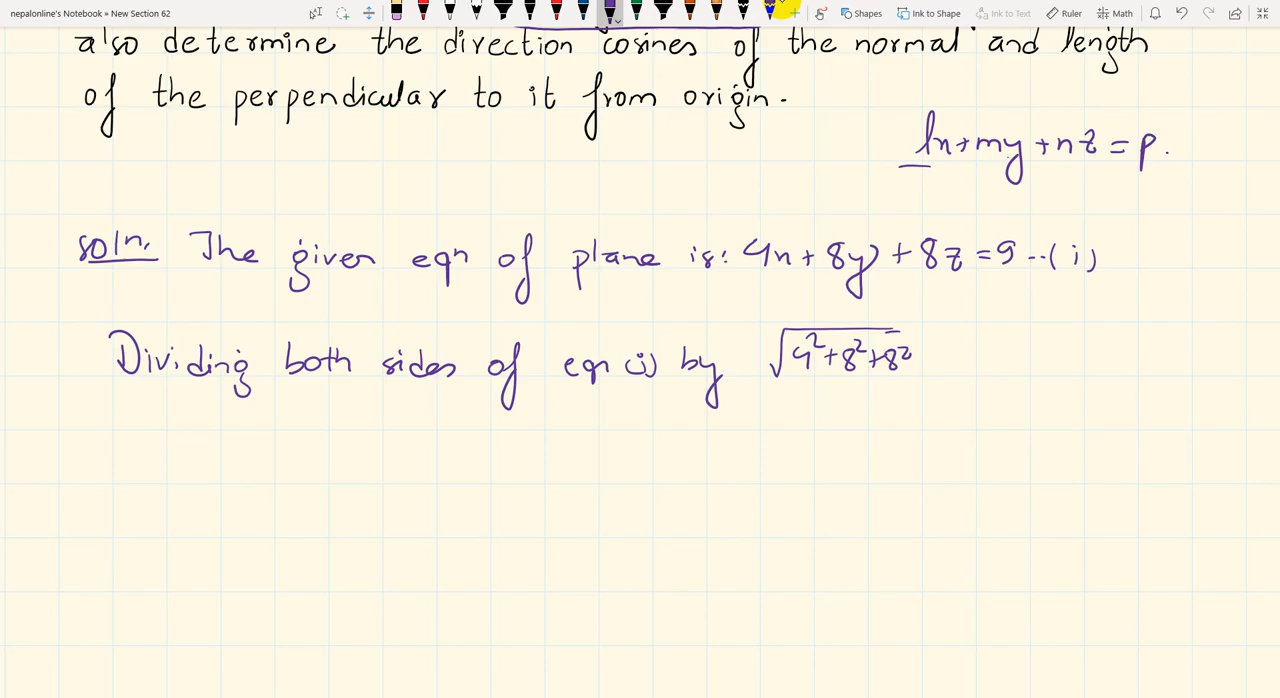 nepalonline's Notebook » New Section 62
Shapes Ink to Shape Ink to Text Ruler Math
also determine the direction cosines of the normal and length
of the perpendicular to it from origin.
lx+my+nz=p.
soln. The given eqn of plane is: 4x+8y+8z=9 --(i)
Dividing both sides of eqn (i) by √4²+8²+8²